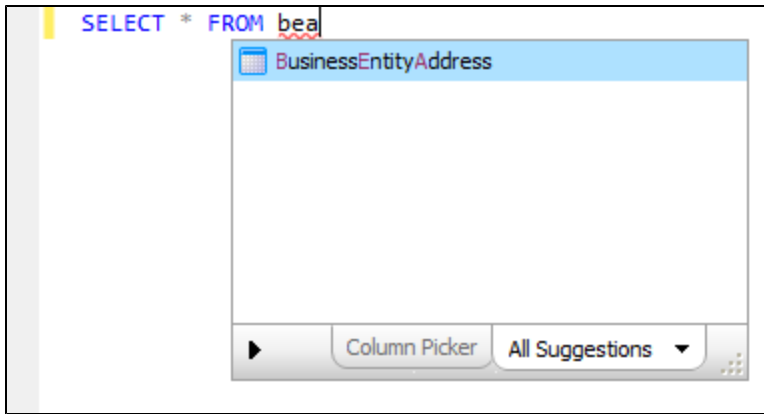 SELECT * FROM bea
BusinessEntityAddress
Column Picker All Suggestions